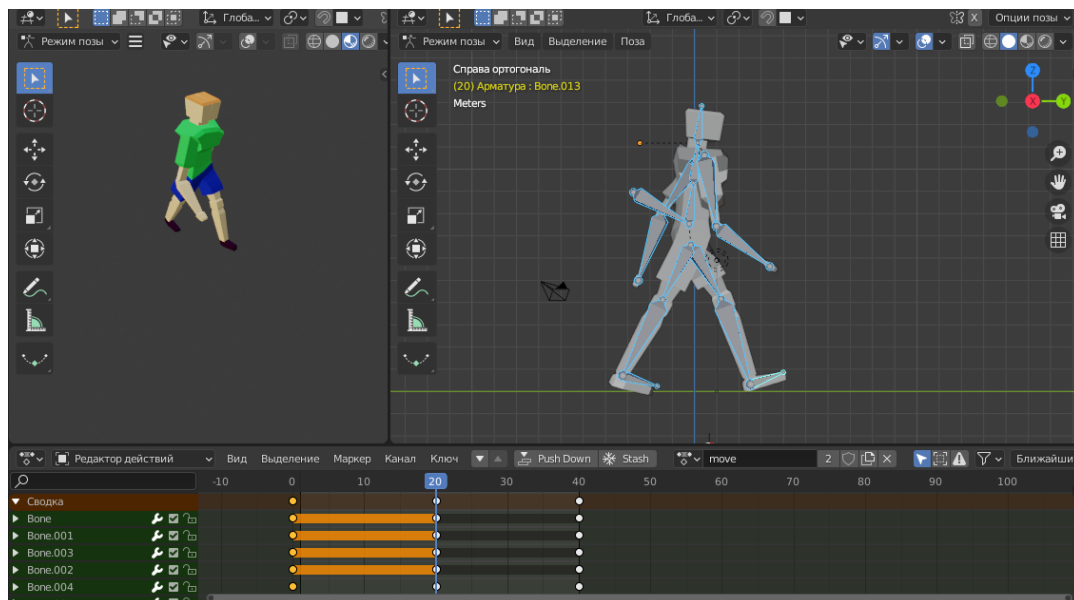 Глоба...
Глоба...
Опции позы
Режим позы
Режим позы Вид Выделение Поза
Справа ортогональ
(20) Арматура : Bone.013
Meters
Z
X
Y
Редактор действий Вид Выделение Маркер Канал Ключ Push Down Stash move 2 Ближайши
-10 0 10 20 30 40 50 60 70 80 90 100
Сводка
Bone
Bone.001
Bone.003
Bone.002
Bone.004